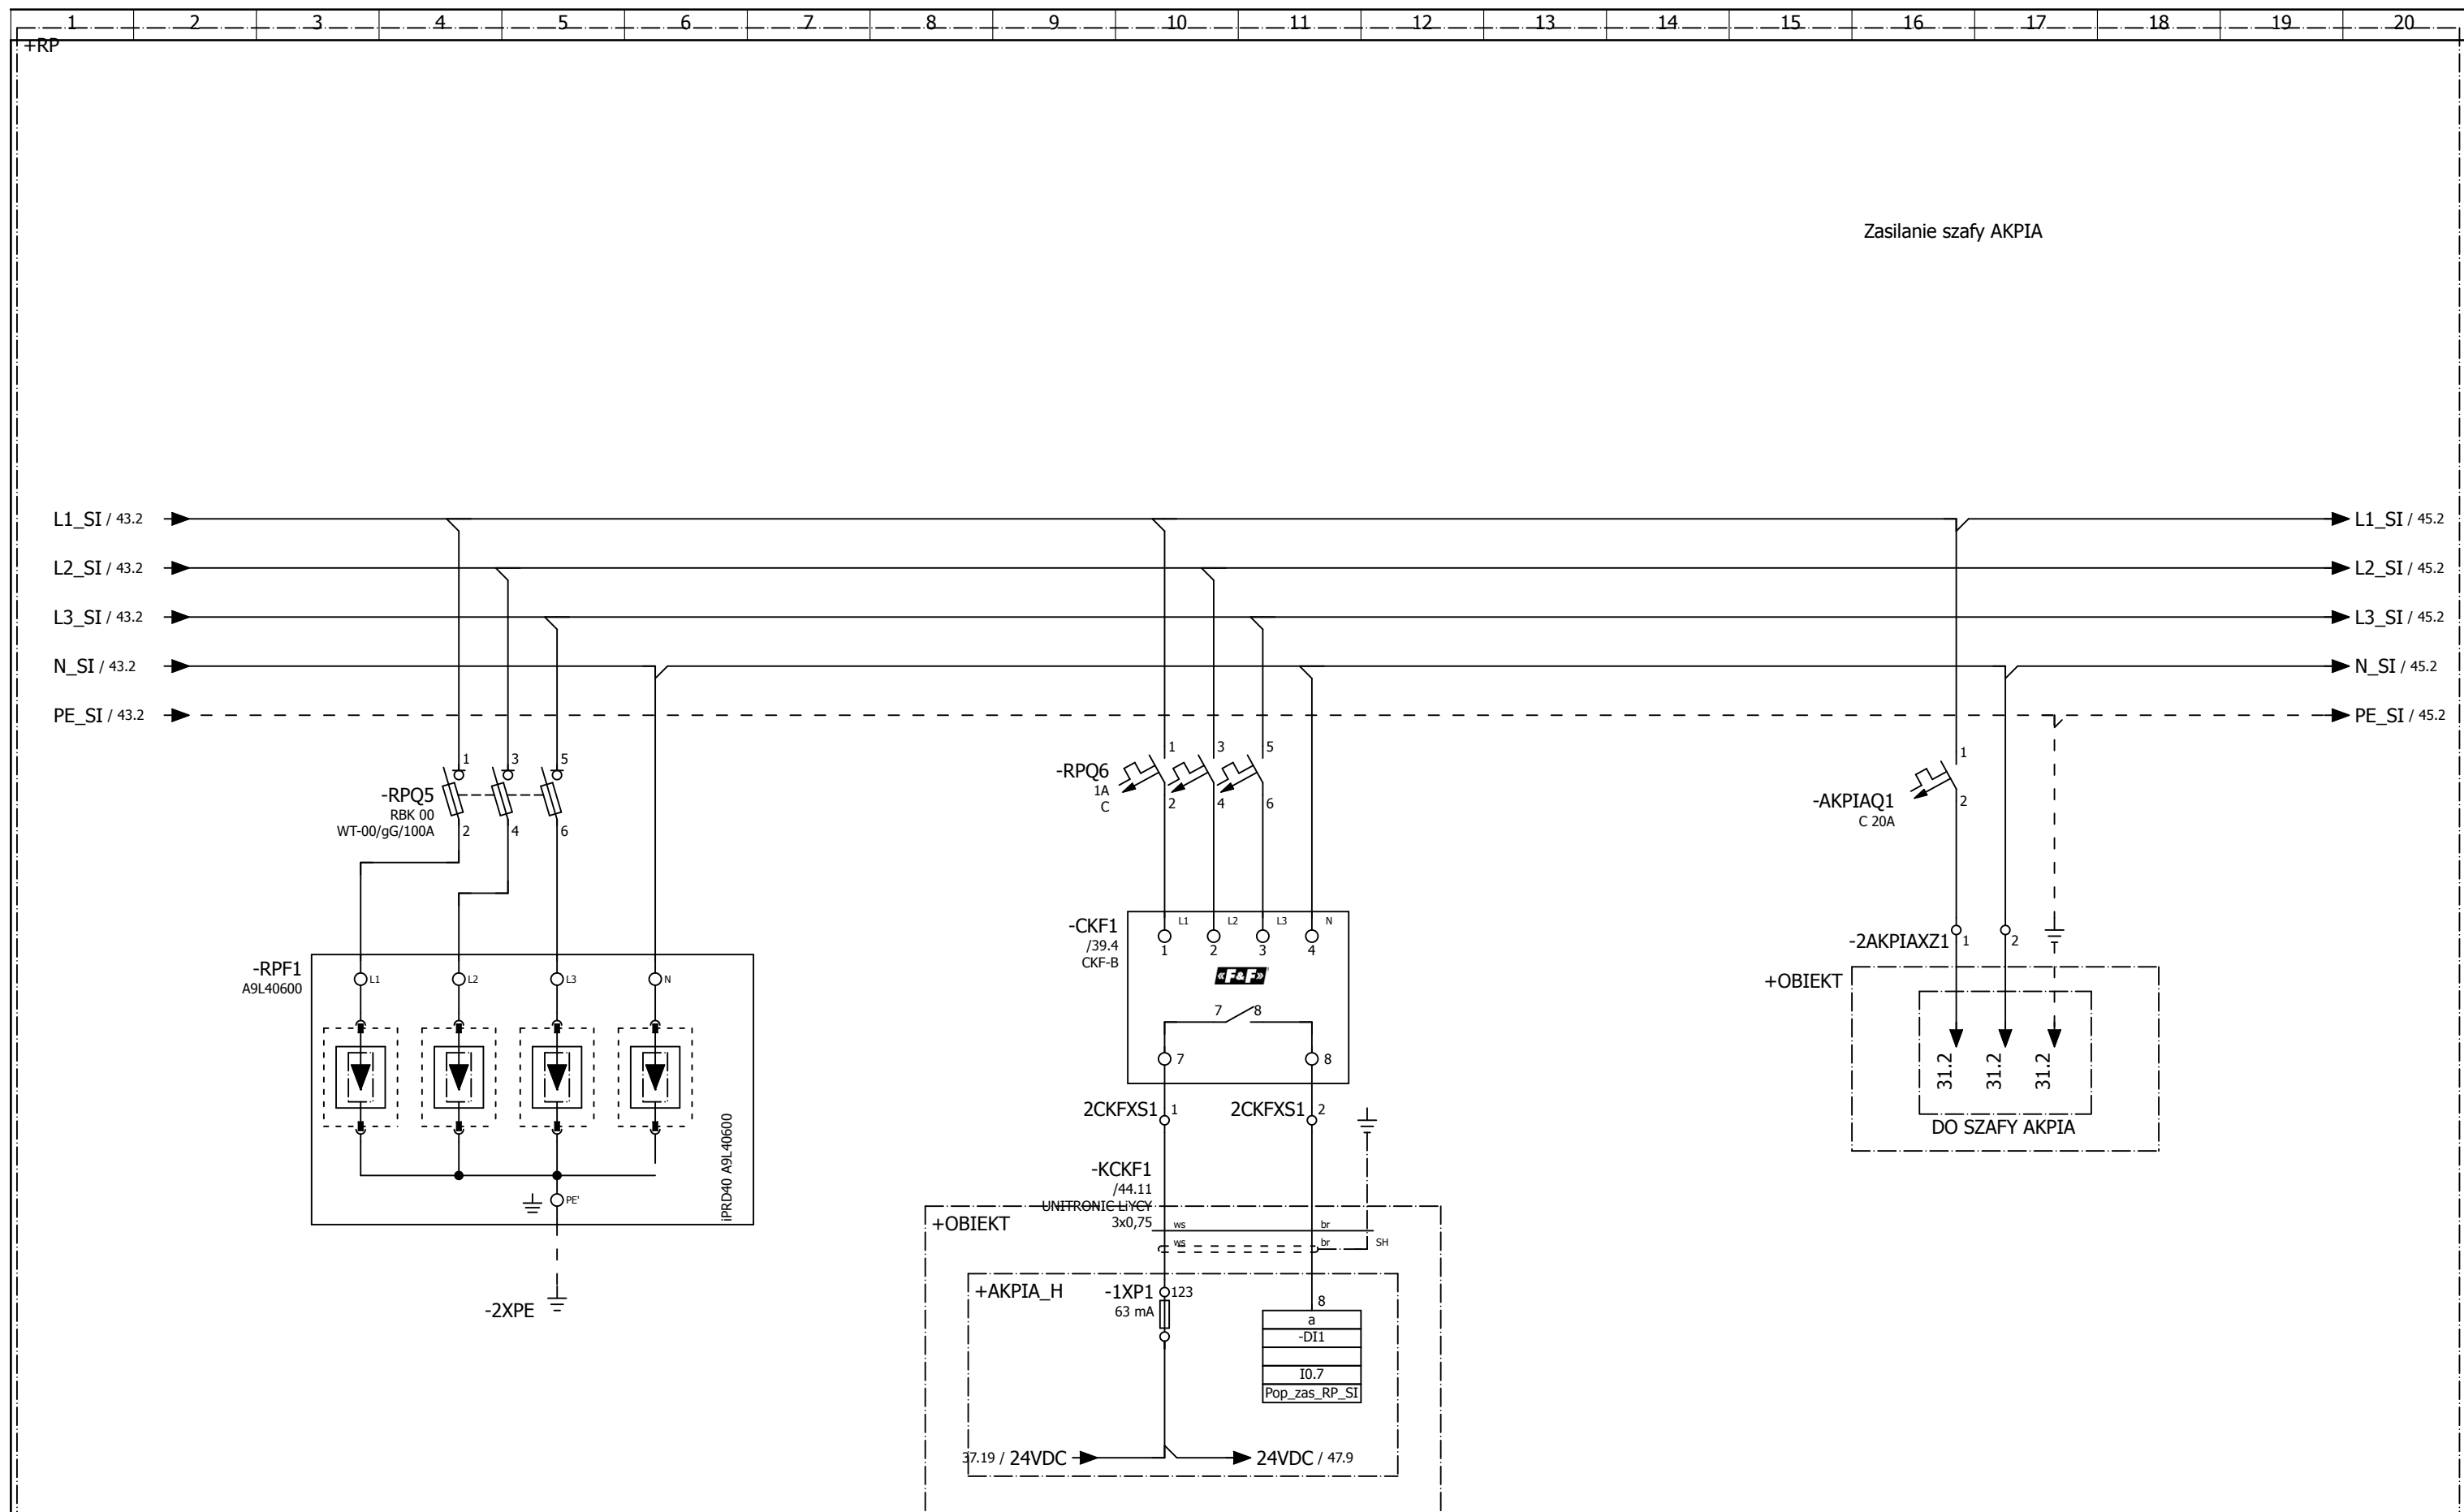 1 2 3 4 5 6 7 8 9 10 11 12 13 14 15 16 17 18 19 20
+RP
Zasilanie szafy AKPIA
L1_SI / 43.2
L1_SI / 45.2
L2_SI / 43.2
L2_SI / 45.2
L3_SI / 43.2
L3_SI / 45.2
N_SI / 43.2
N_SI / 45.2
PE_SI / 43.2
PE_SI / 45.2
1 3 5
-RPQ5
RBK 00
WT-00/gG/100A
2 4 6
-RPF1
A9L40600
L1 L2 L3 N
iPRD40 A9L40600
PE'
-2XPE
1 3 5
-RPQ6
1A
C
2 4 6
-CKF1
/39.4
CKF-B
L1 L2 L3 N
1 2 3 4
«F&F»
7 8
7 8
2CKFXS1 1
2CKFXS1 2
-KCKF1
/44.11
UNITRONIC LiYCY
3x0,75
ws br
ws br SH
+OBIEKT
+AKPIA_H
-1XP1 123
63 mA
8
a
-DI1
I0.7
Pop_zas_RP_SI
37.19 / 24VDC
24VDC / 47.9
1
-AKPIAQ1
C 20A
2
-2AKPIAXZ1 1 2
+OBIEKT
31.2 31.2 31.2
DO SZAFY AKPIA